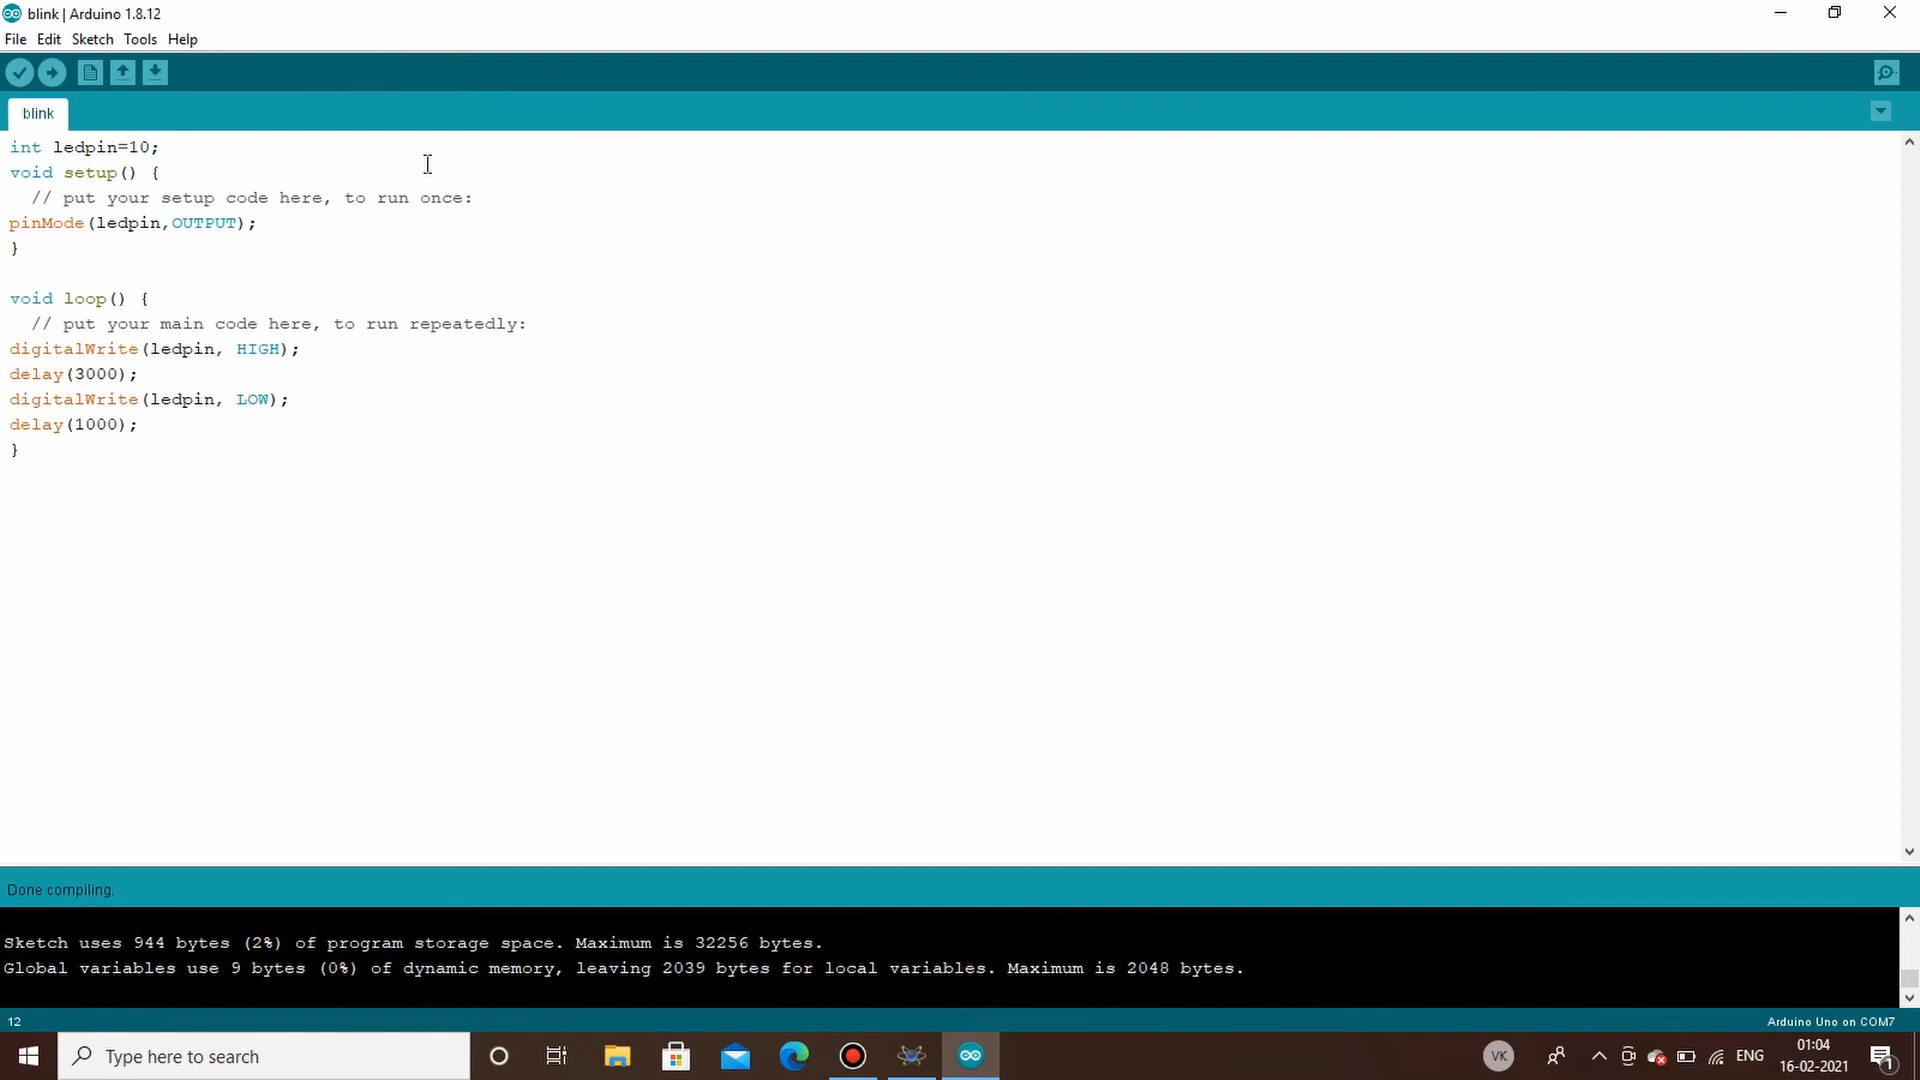 blink | Arduino 1.8.12
File Edit Sketch Tools Help
blink
int ledpin=10;
void setup() {
  // put your setup code here, to run once:
pinMode(ledpin,OUTPUT);
}
void loop() {
  // put your main code here, to run repeatedly:
digitalWrite(ledpin, HIGH);
delay(3000);
digitalWrite(ledpin, LOW);
delay(1000);
}
Done compiling.
Sketch uses 944 bytes (2%) of program storage space. Maximum is 32256 bytes.
Global variables use 9 bytes (0%) of dynamic memory, leaving 2039 bytes for local variables. Maximum is 2048 bytes.
12
Arduino Uno on COM7
Type here to search
VK
ENG
01:04
16-02-2021
1